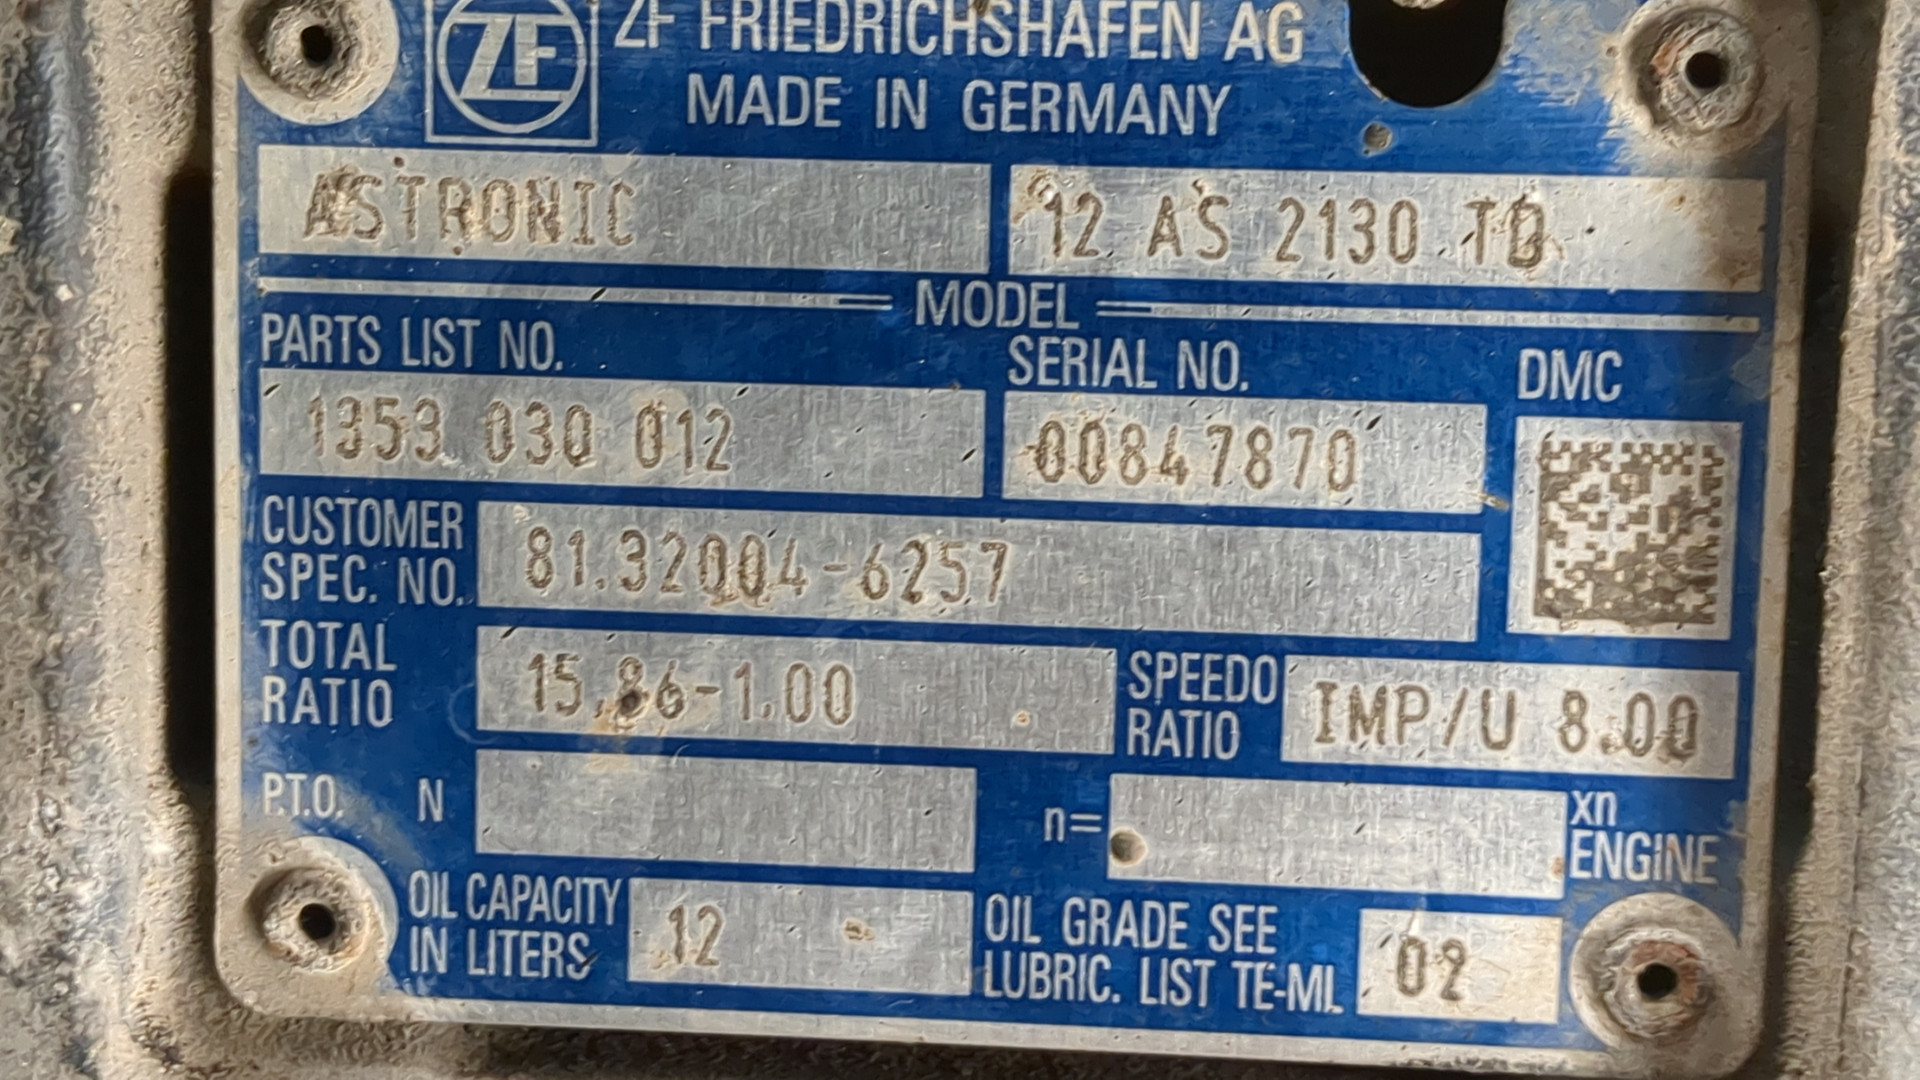 ZF
ZF FRIEDRICHSHAFEN AG
MADE IN GERMANY
ASTRONIC
12 AS 2130 TD
MODEL
PARTS LIST NO.
SERIAL NO.
DMC
1353 030 012
00847870
CUSTOMER
SPEC. NO.
81.32004-6257
TOTAL
RATIO
15,86-1.00
SPEEDO
RATIO
IMP/U 8.00
P.T.O. N
n=
xn
ENGINE
OIL CAPACITY
IN LITERS
12
OIL GRADE SEE
LUBRIC. LIST TE-ML
02